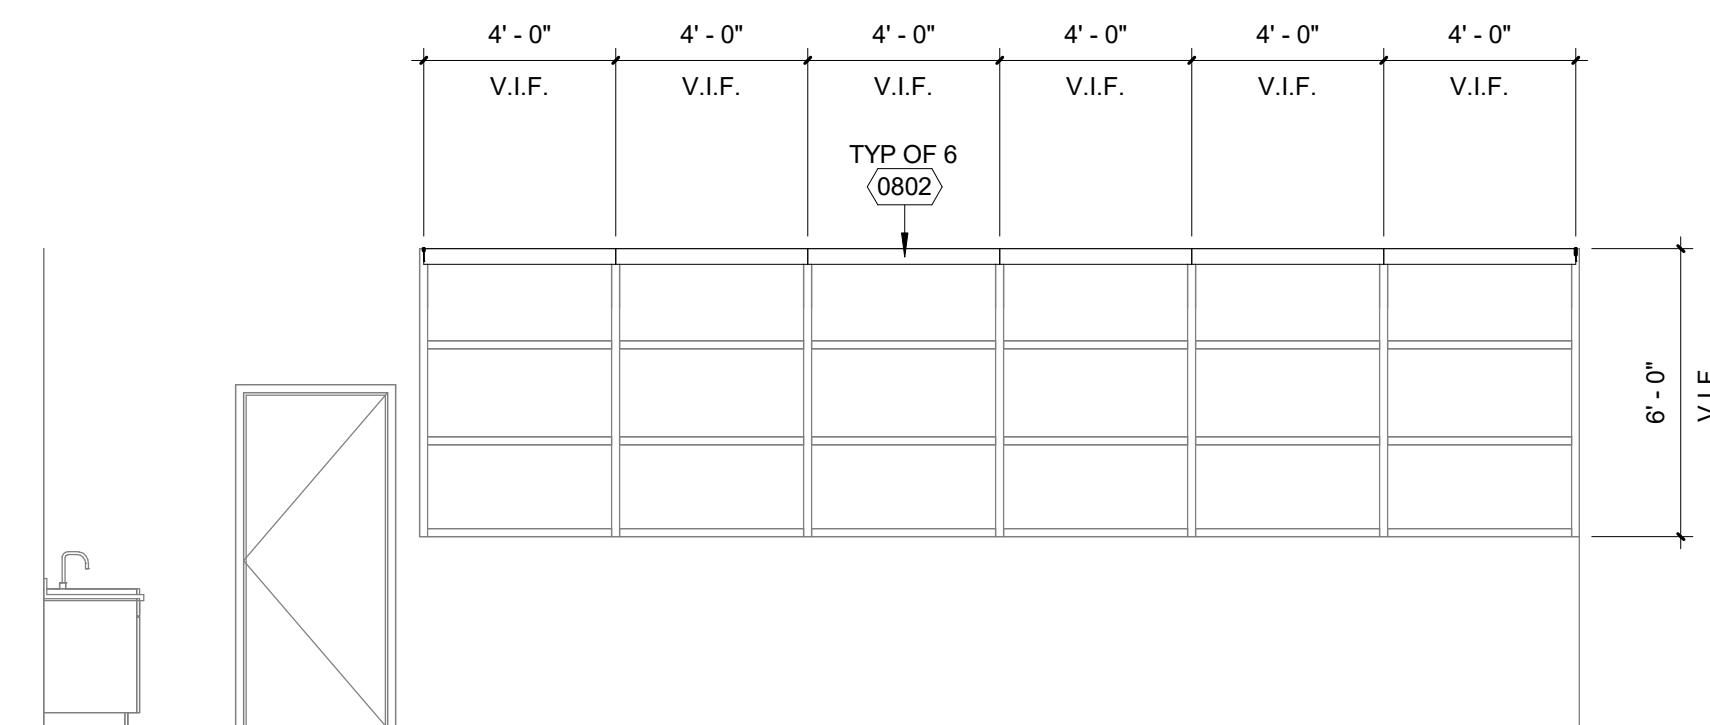 4' - 0" 4' - 0" 4' - 0" 4' - 0" 4' - 0" 4' - 0"
V.I.F. V.I.F. V.I.F. V.I.F. V.I.F. V.I.F.
TYP OF 6
0802
6' - 0"